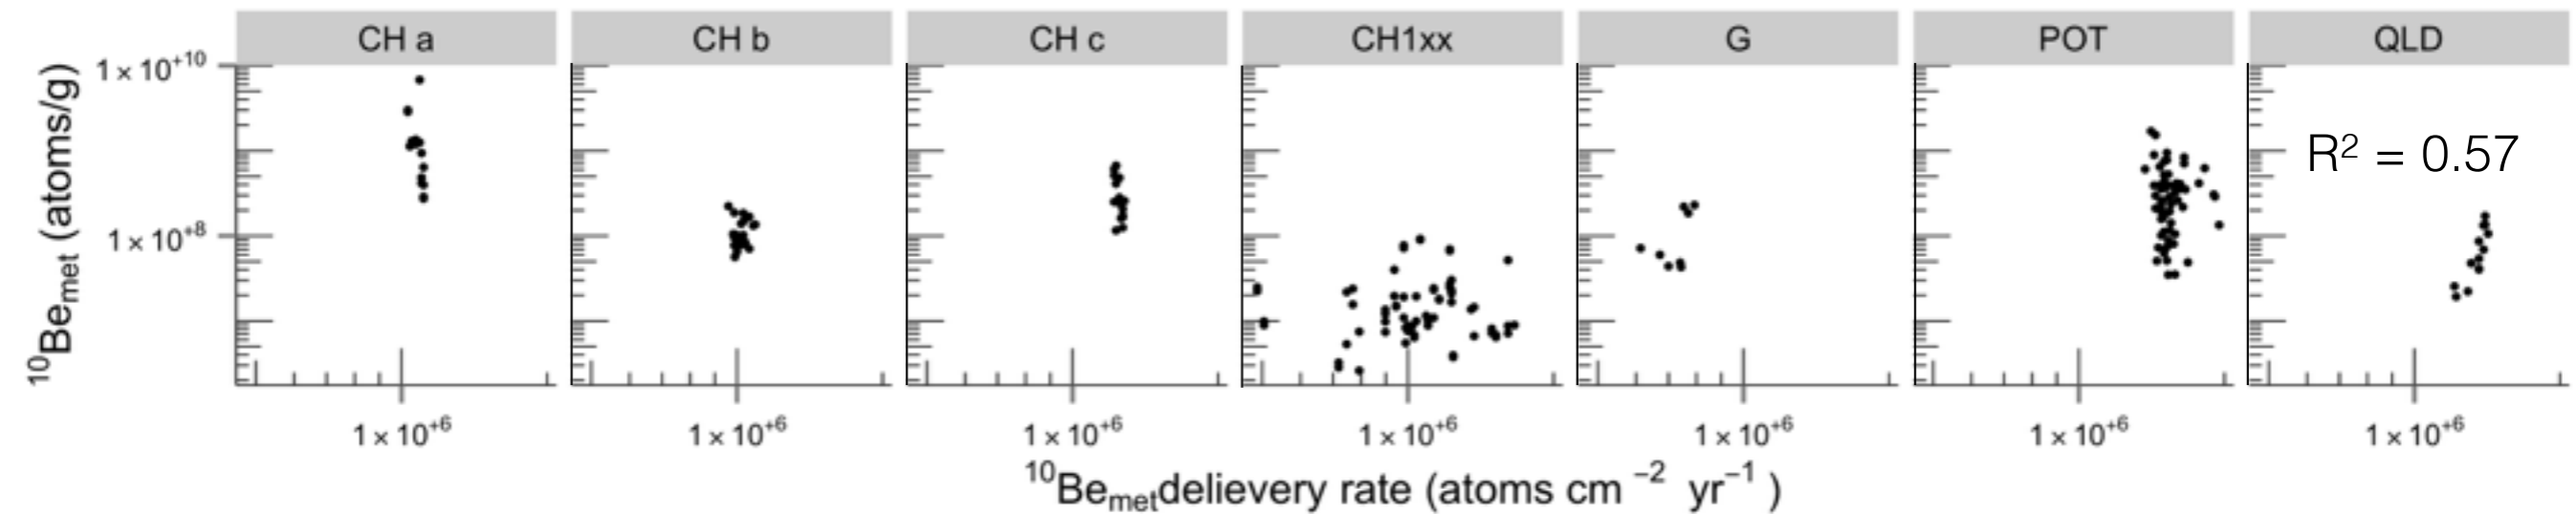 CH a CH b CH c CH1xx G POT QLD
1 × 10⁺¹⁰
1 × 10⁺⁸
¹⁰Beₘₑₜ (atoms/g)
R² = 0.57
1 × 10⁺⁶ 1 × 10⁺⁶ 1 × 10⁺⁶ 1 × 10⁺⁶ 1 × 10⁺⁶ 1 × 10⁺⁶ 1 × 10⁺⁶
¹⁰Beₘₑₜdelievery rate (atoms cm ⁻² yr⁻¹ )